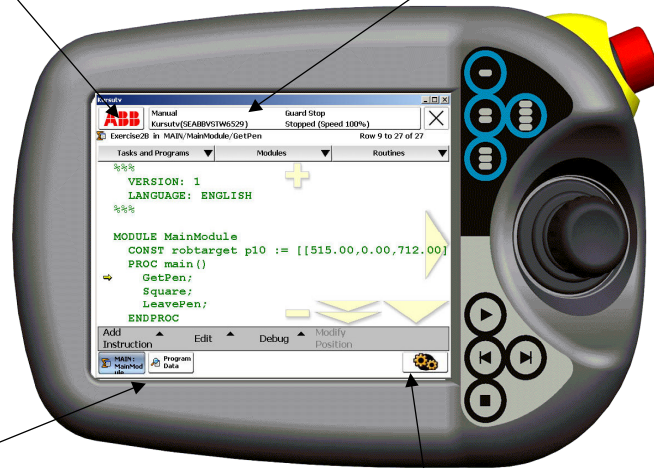 Kursutv
ABB
Manual
Guard Stop
Kursutv(SEABBVSTW6529)
Stopped (Speed 100%)
Exercise2B in MAIN/MainModule/GetPen
Row 9 to 27 of 27
Tasks and Programs
Modules
Routines
%%%
VERSION: 1
LANGUAGE: ENGLISH
%%%
MODULE MainModule
CONST robtarget p10 := [[515.00,0.00,712.00]
PROC main()
GetPen;
Square;
LeavePen;
ENDPROC
Add
Instruction
Edit
Debug
Modify
Position
MAIN:
MainMod
ule
Program
Data